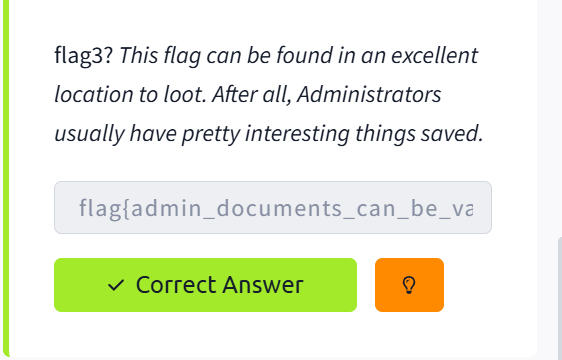 flag3? This flag can be found in an excellent
location to loot. After all, Administrators
usually have pretty interesting things saved.
flag{admin_documents_can_be_va
Correct Answer